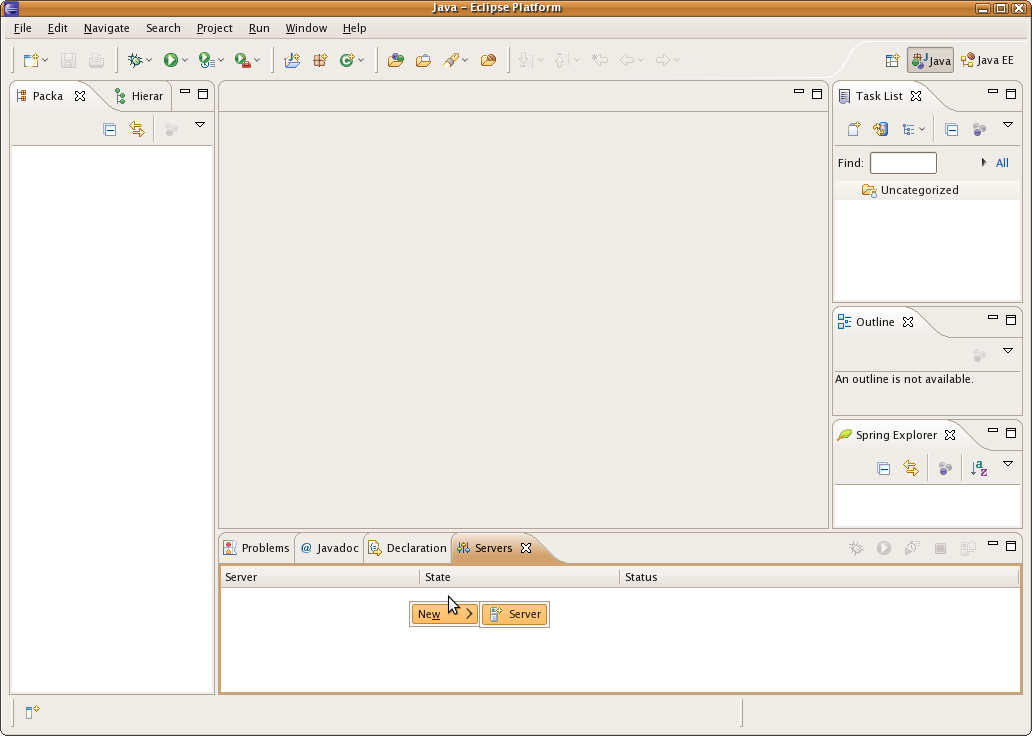 Java - Eclipse Platform
File Edit Navigate Search Project Run Window Help
Java Java EE
Packa Hierar
Task List
Find: All
Uncategorized
Outline
An outline is not available.
Spring Explorer
Problems @ Javadoc Declaration Servers
Server State Status
New Server